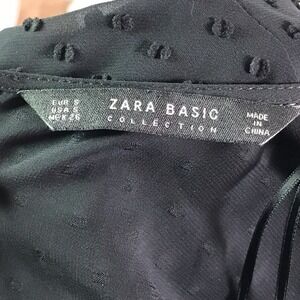 EUR S
USA S
MEX 26
ZARA BASIC
COLLECTION
MADE
IN
CHINA